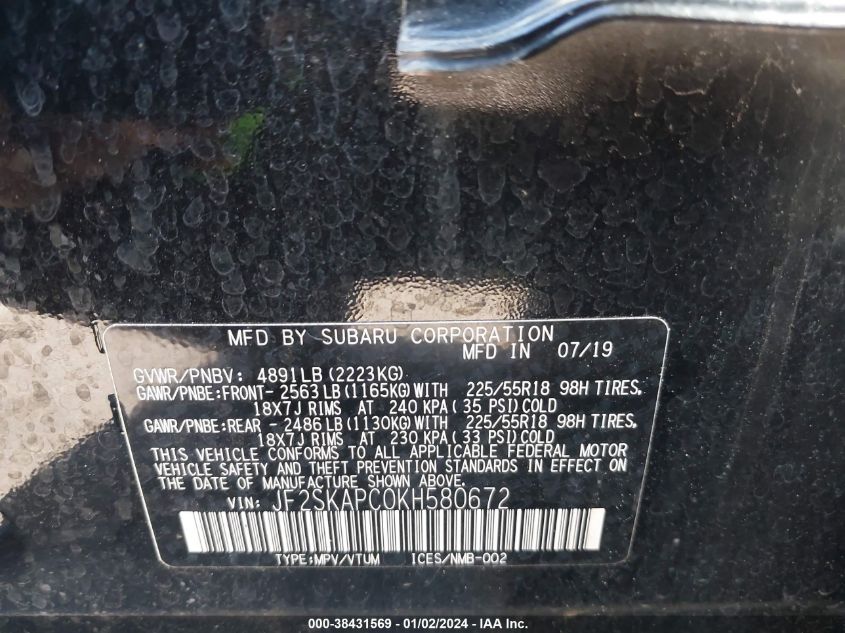 MFD BY SUBARU CORPORATION
MFD IN 07/19
GVWR/PNBV: 4891LB (2223KG)
GAWR/PNBE:FRONT- 2563LB (1165KG) WITH 225/55R18 98H TIRES.
18X7J RIMS AT 240 KPA ( 35 PSI) COLD
GAWR/PNBE:REAR - 2486LB (1130KG) WITH 225/55R18 98H TIRES.
18X7J RIMS AT 230 KPA ( 33 PSI) COLD
THIS VEHICLE CONFORMS TO ALL APPLICABLE FEDERAL MOTOR
VEHICLE SAFETY AND THEFT PREVENTION STANDARDS IN EFFECT ON
THE DATE OF MANUFACTURE SHOWN ABOVE.
VIN: JF2SKAPC0KH580672
TYPE:MPV/VTUM ICES/NMB-002
000-38431569 - 01/02/2024 - IAA Inc.